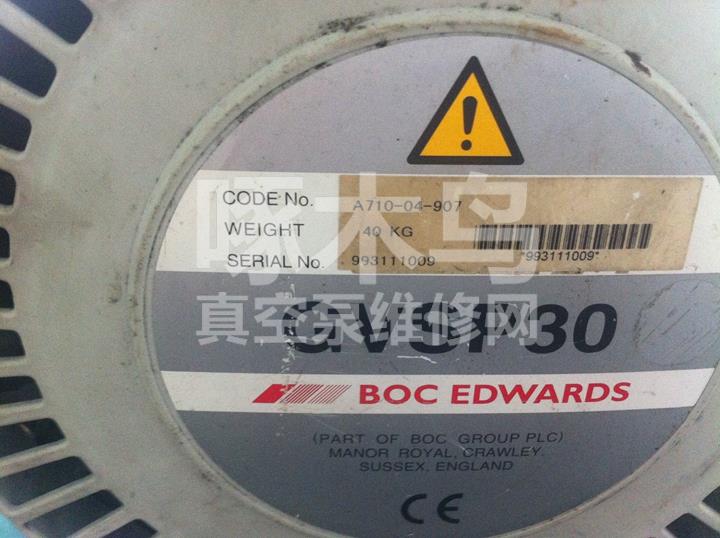 CODE No. A710-04-907
WEIGHT 40 KG
SERIAL No. 993111009 *993111009*
啄木鸟
真空泵维修网
GVSP30
BOC EDWARDS
(PART OF BOC GROUP PLC)
MANOR ROYAL, CRAWLEY,
SUSSEX, ENGLAND
CE